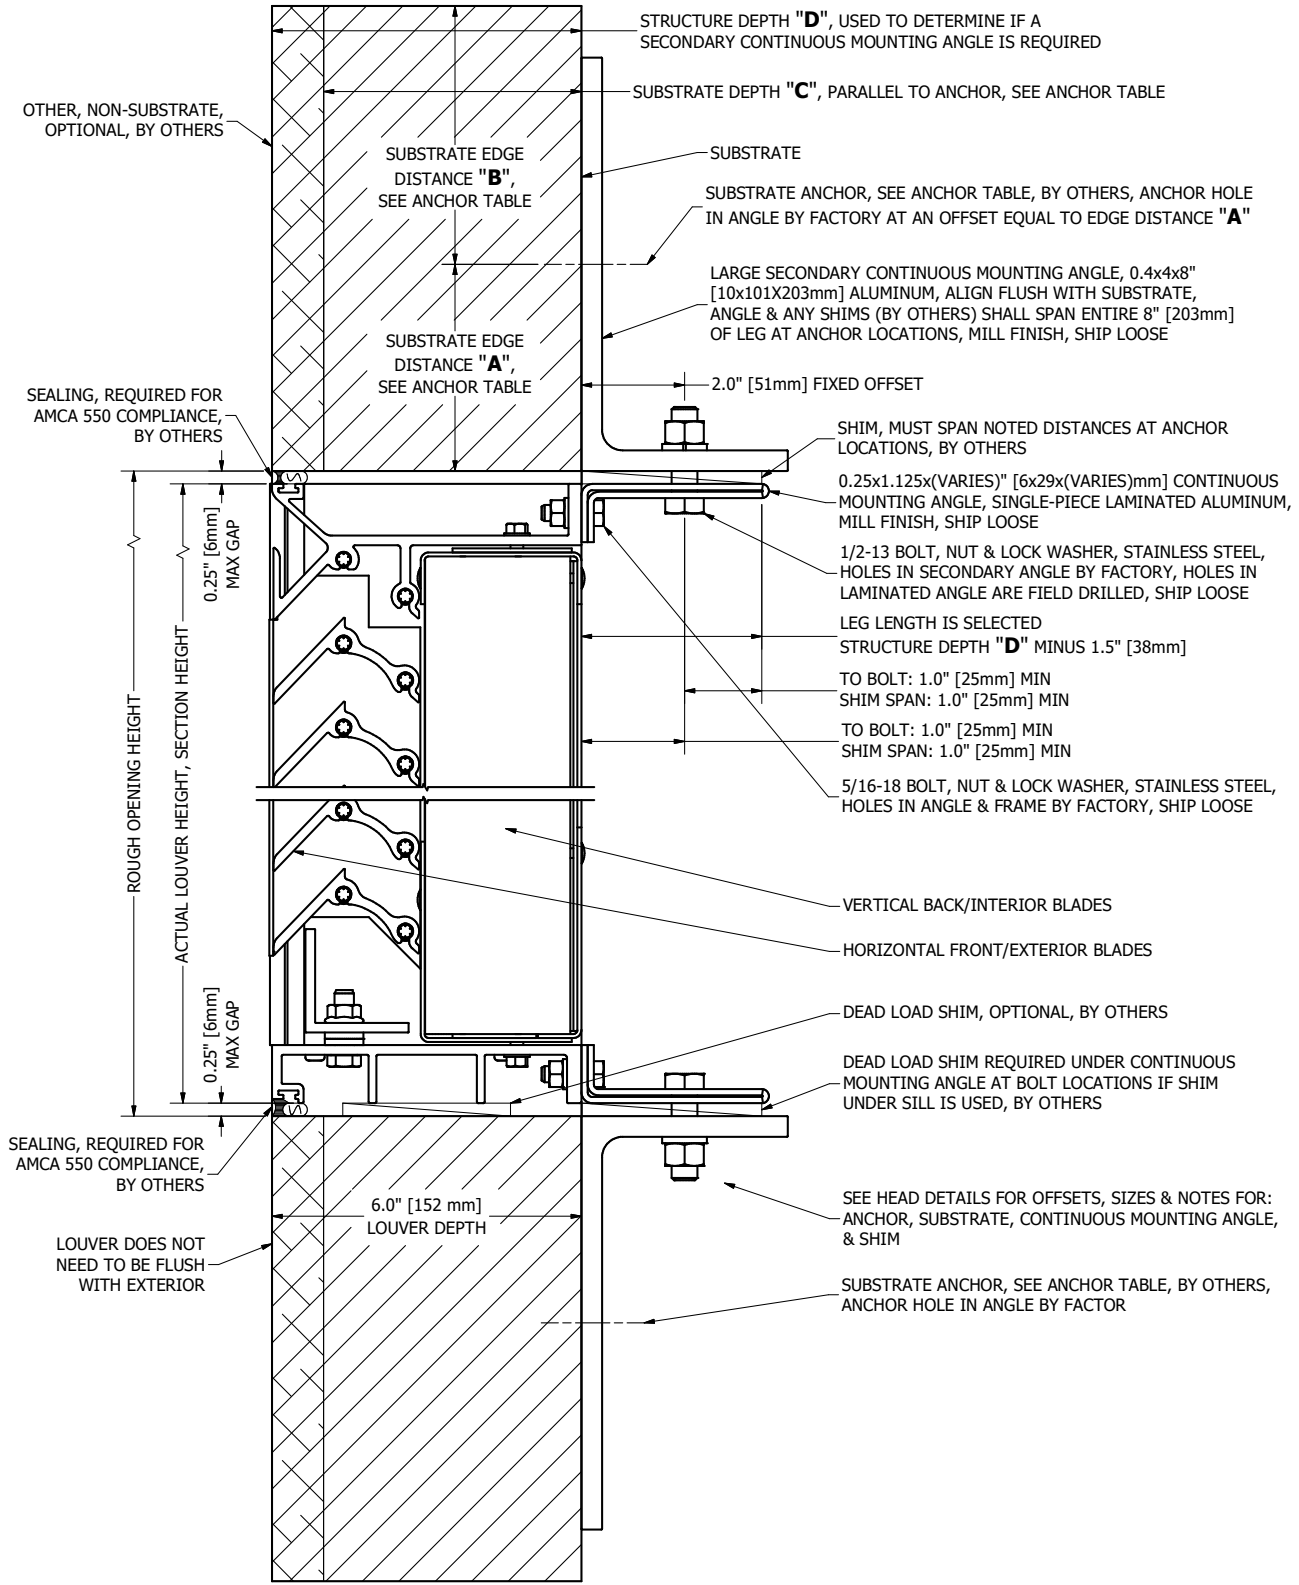 STRUCTURE DEPTH "D", USED TO DETERMINE IF A
SECONDARY CONTINUOUS MOUNTING ANGLE IS REQUIRED
SUBSTRATE DEPTH "C", PARALLEL TO ANCHOR, SEE ANCHOR TABLE
OTHER, NON-SUBSTRATE,
OPTIONAL, BY OTHERS
SUBSTRATE EDGE
DISTANCE "B",
SEE ANCHOR TABLE
SUBSTRATE
SUBSTRATE ANCHOR, SEE ANCHOR TABLE, BY OTHERS, ANCHOR HOLE
IN ANGLE BY FACTORY AT AN OFFSET EQUAL TO EDGE DISTANCE "A"
LARGE SECONDARY CONTINUOUS MOUNTING ANGLE, 0.4x4x8"
[10x101X203mm] ALUMINUM, ALIGN FLUSH WITH SUBSTRATE,
ANGLE & ANY SHIMS (BY OTHERS) SHALL SPAN ENTIRE 8" [203mm]
OF LEG AT ANCHOR LOCATIONS, MILL FINISH, SHIP LOOSE
SUBSTRATE EDGE
DISTANCE "A",
SEE ANCHOR TABLE
2.0" [51mm] FIXED OFFSET
SEALING, REQUIRED FOR
AMCA 550 COMPLIANCE,
BY OTHERS
SHIM, MUST SPAN NOTED DISTANCES AT ANCHOR
LOCATIONS, BY OTHERS
0.25x1.125x(VARIES)" [6x29x(VARIES)mm] CONTINUOUS
MOUNTING ANGLE, SINGLE-PIECE LAMINATED ALUMINUM,
MILL FINISH, SHIP LOOSE
0.25" [6mm]
MAX GAP
1/2-13 BOLT, NUT & LOCK WASHER, STAINLESS STEEL,
HOLES IN SECONDARY ANGLE BY FACTORY, HOLES IN
LAMINATED ANGLE ARE FIELD DRILLED, SHIP LOOSE
LEG LENGTH IS SELECTED
STRUCTURE DEPTH "D" MINUS 1.5" [38mm]
TO BOLT: 1.0" [25mm] MIN
SHIM SPAN: 1.0" [25mm] MIN
TO BOLT: 1.0" [25mm] MIN
SHIM SPAN: 1.0" [25mm] MIN
ROUGH OPENING HEIGHT
ACTUAL LOUVER HEIGHT, SECTION HEIGHT
5/16-18 BOLT, NUT & LOCK WASHER, STAINLESS STEEL,
HOLES IN ANGLE & FRAME BY FACTORY, SHIP LOOSE
VERTICAL BACK/INTERIOR BLADES
HORIZONTAL FRONT/EXTERIOR BLADES
0.25" [6mm]
MAX GAP
DEAD LOAD SHIM, OPTIONAL, BY OTHERS
DEAD LOAD SHIM REQUIRED UNDER CONTINUOUS
MOUNTING ANGLE AT BOLT LOCATIONS IF SHIM
UNDER SILL IS USED, BY OTHERS
SEALING, REQUIRED FOR
AMCA 550 COMPLIANCE,
BY OTHERS
6.0" [152 mm]
LOUVER DEPTH
SEE HEAD DETAILS FOR OFFSETS, SIZES & NOTES FOR:
ANCHOR, SUBSTRATE, CONTINUOUS MOUNTING ANGLE,
& SHIM
LOUVER DOES NOT
NEED TO BE FLUSH
WITH EXTERIOR
SUBSTRATE ANCHOR, SEE ANCHOR TABLE, BY OTHERS,
ANCHOR HOLE IN ANGLE BY FACTOR